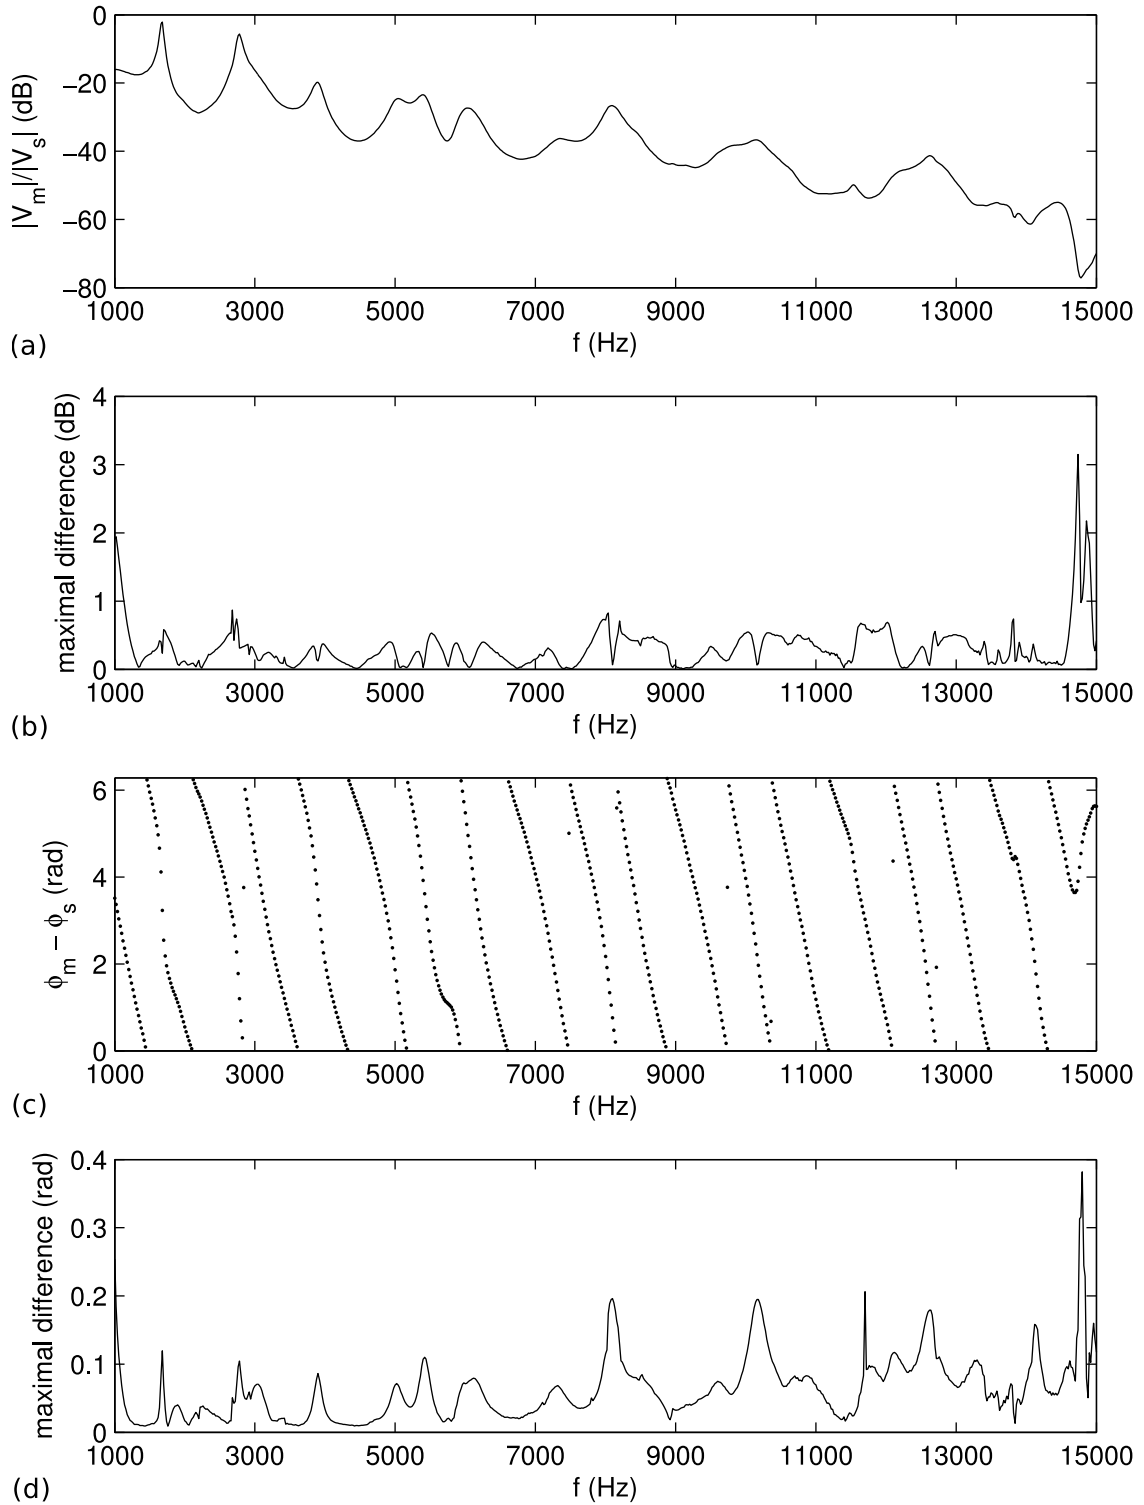 0
−20
−40
−60
−80
|V_m|/|V_s| (dB)
1000 3000 5000 7000 9000 11000 13000 15000
f (Hz)
(a)
4
3
2
1
0
maximal difference (dB)
1000 3000 5000 7000 9000 11000 13000 15000
f (Hz)
(b)
6
4
2
0
ϕ_m − ϕ_s (rad)
1000 3000 5000 7000 9000 11000 13000 15000
f (Hz)
(c)
0.4
0.3
0.2
0.1
0
maximal difference (rad)
1000 3000 5000 7000 9000 11000 13000 15000
f (Hz)
(d)